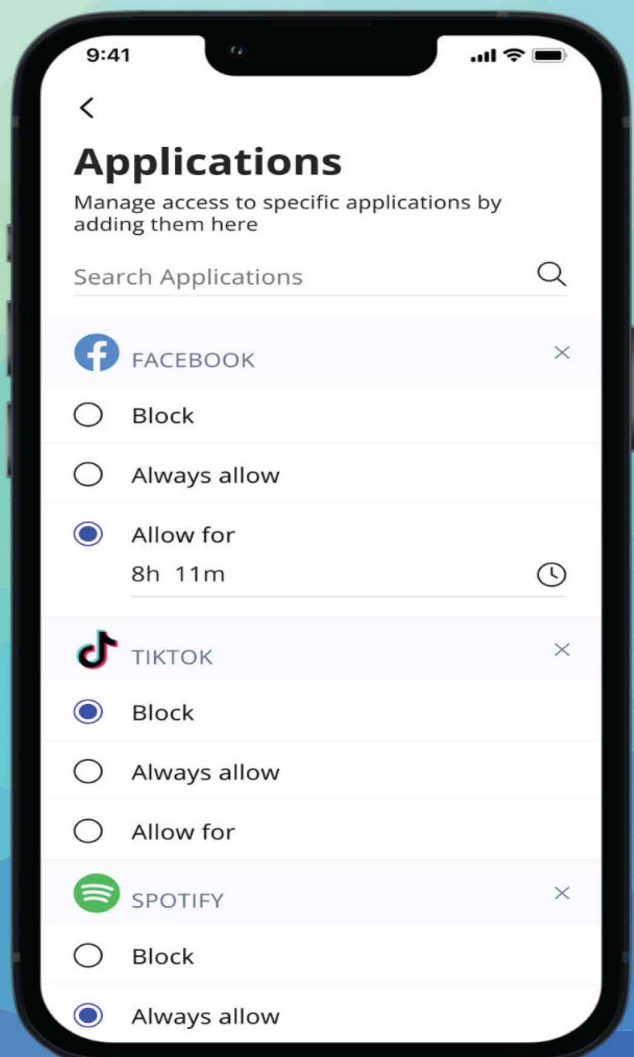 9:41
Applications
Manage access to specific applications by
adding them here
Search Applications
FACEBOOK
Block
Always allow
Allow for
8h 11m
TIKTOK
Block
Always allow
Allow for
SPOTIFY
Block
Always allow